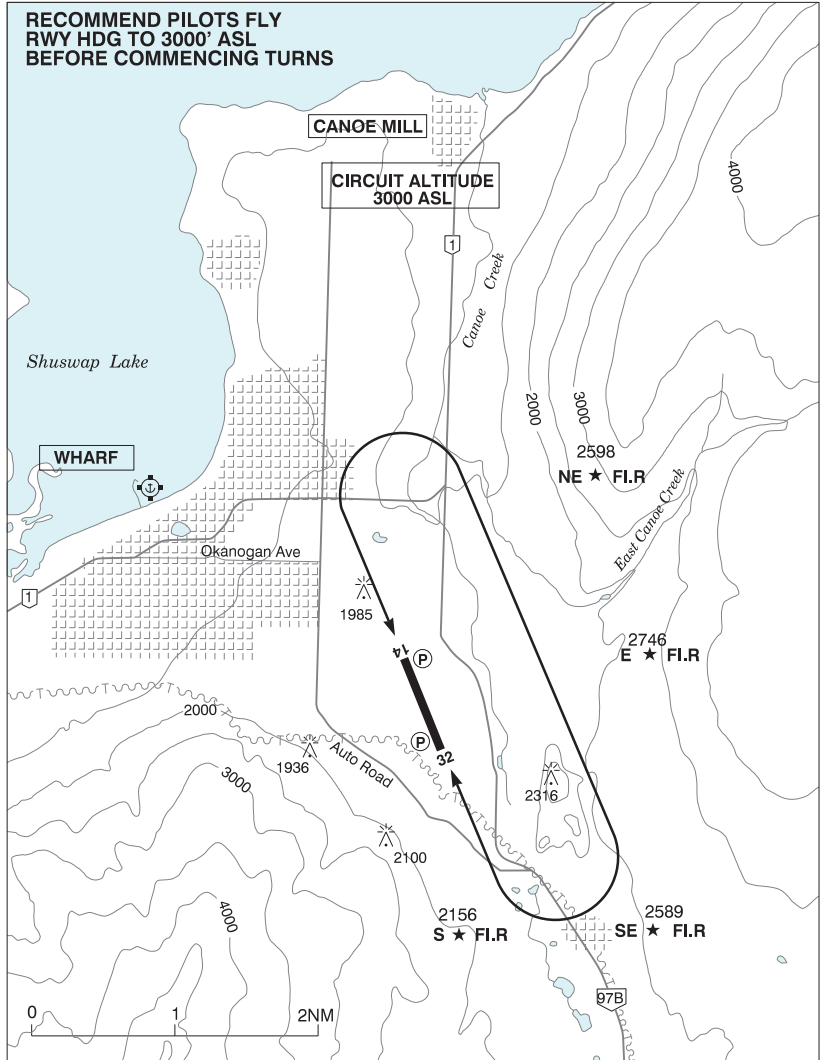 RECOMMEND PILOTS FLY
RWY HDG TO 3000' ASL
BEFORE COMMENCING TURNS
CANOE MILL
CIRCUIT ALTITUDE
3000 ASL
4000
1
Canoe Creek
Shuswap Lake
2000
3000
2598
NE ★ Fl.R
WHARF
East Canoe Creek
Okanogan Ave
1985
1
14
P
2746
E ★ Fl.R
2000
P
32
1936
Auto Road
3000
2316
2100
4000
2156
S ★ Fl.R
2589
SE ★ Fl.R
97B
0 1 2NM